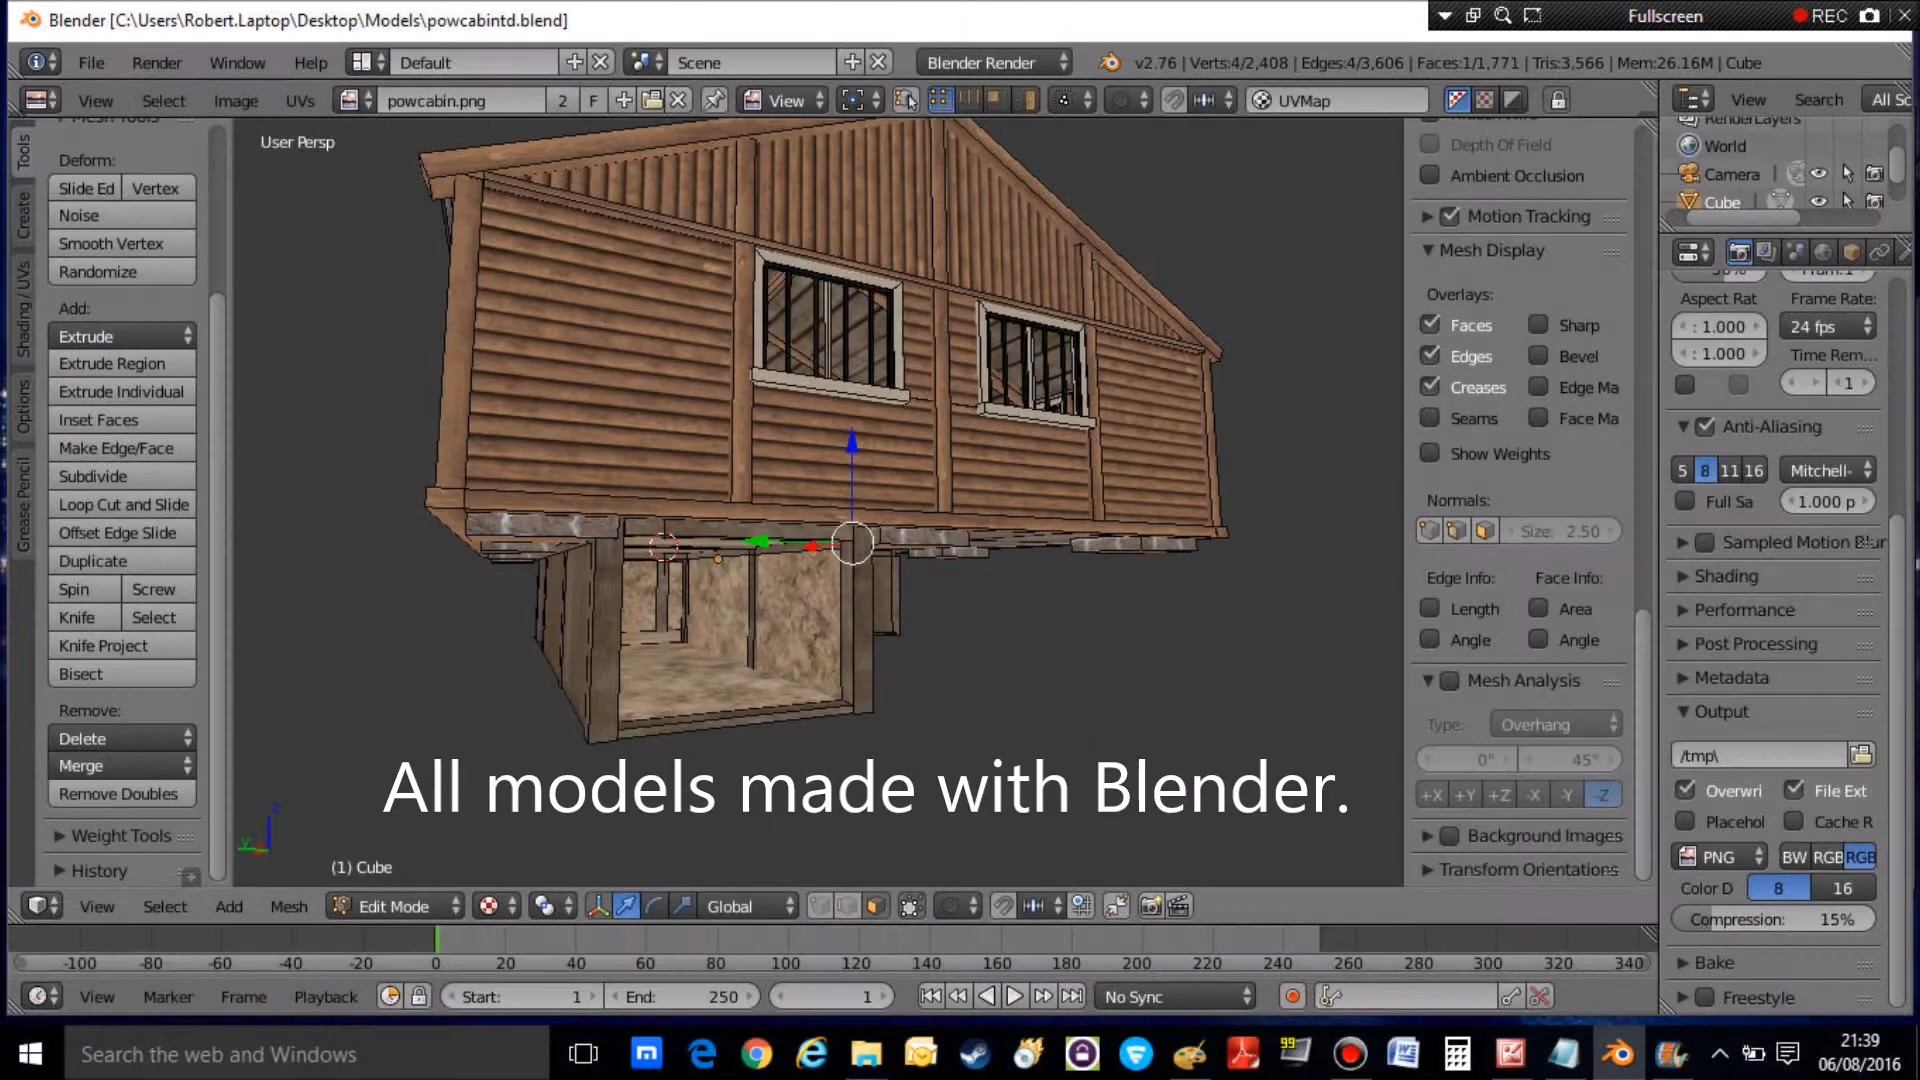 Blender [C:\Users\Robert.Laptop\Desktop\Models\powcabintd.blend]
Fullscreen REC
File Render Window Help Default Scene Blender Render v2.76 | Verts:4/2,408 | Edges:4/3,606 | Faces:1/1,771 | Tris:3,566 | Mem:26.16M | Cube
View Select Image UVs powcabin.png 2 F View UVMap View Search All Sc
Mesh Tools
Tools
Create
Shading / UVs
Options
Grease Pencil
Deform:
Slide Ed Vertex
Noise
Smooth Vertex
Randomize
Add:
Extrude
Extrude Region
Extrude Individual
Inset Faces
Make Edge/Face
Subdivide
Loop Cut and Slide
Offset Edge Slide
Duplicate
Spin Screw
Knife Select
Knife Project
Bisect
Remove:
Delete
Merge
Remove Doubles
Weight Tools
History
User Persp
All models made with Blender.
(1) Cube
Depth Of Field
Ambient Occlusion
Motion Tracking
Mesh Display
Overlays:
Faces Sharp
Edges Bevel
Creases Edge Ma
Seams Face Ma
Show Weights
Normals:
Size: 2.50
Edge Info: Face Info:
Length Area
Angle Angle
Mesh Analysis
Type: Overhang
0° 45°
+X +Y +Z -X -Y -Z
Background Images
Transform Orientations
RenderLayers
World
Camera
Cube
Aspect Rat Frame Rate:
: 1.000 24 fps
: 1.000 Time Rem...
1
Anti-Aliasing
5 8 11 16 Mitchell-
Full Sa 1.000 p
Sampled Motion Blur
Shading
Performance
Post Processing
Metadata
Output
/tmp\
Overwri File Ext
Placehol Cache R
PNG BW RGB RGB
Color D 8 16
Compression: 15%
Bake
Freestyle
View Select Add Mesh Edit Mode Global
-100 -80 -60 -40 -20 0 20 40 60 80 100 120 140 160 180 200 220 240 260 280 300 320 340
View Marker Frame Playback Start: 1 End: 250 1 No Sync
Search the web and Windows
99
21:39
06/08/2016